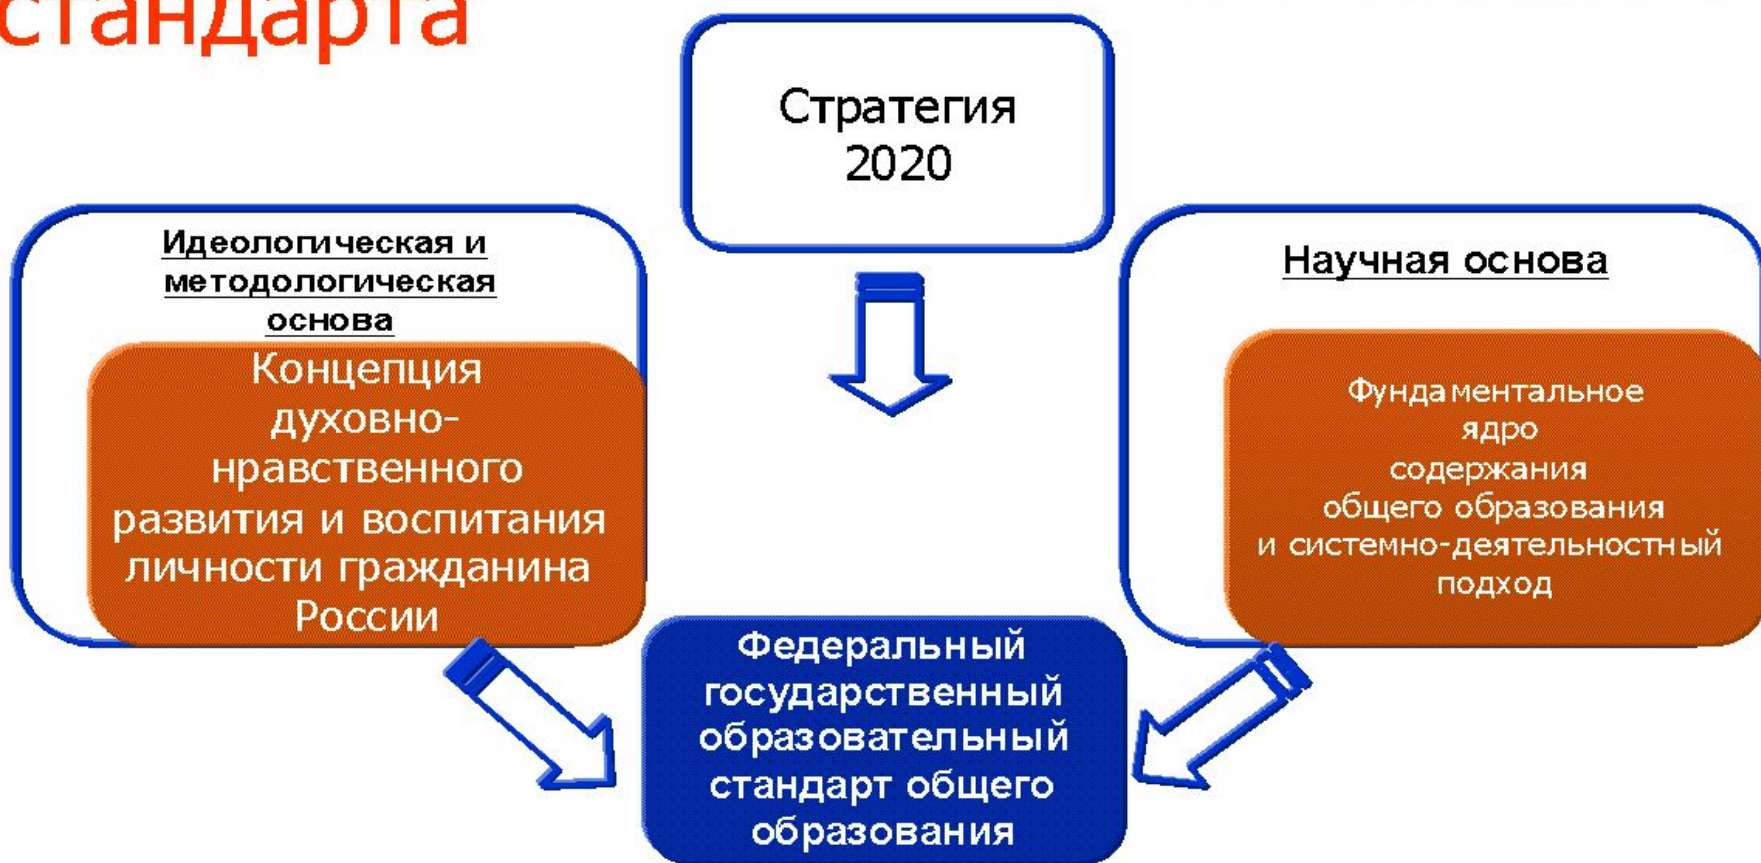 стандарта
Стратегия
2020
Идеологическая и
методологическая
основа
Концепция
духовно-
нравственного
развития и воспитания
личности гражданина
России
Научная основа
Фундаментальное
ядро
содержания
общего образования
и системно-деятельностный
подход
Федеральный
государственный
образовательный
стандарт общего
образования